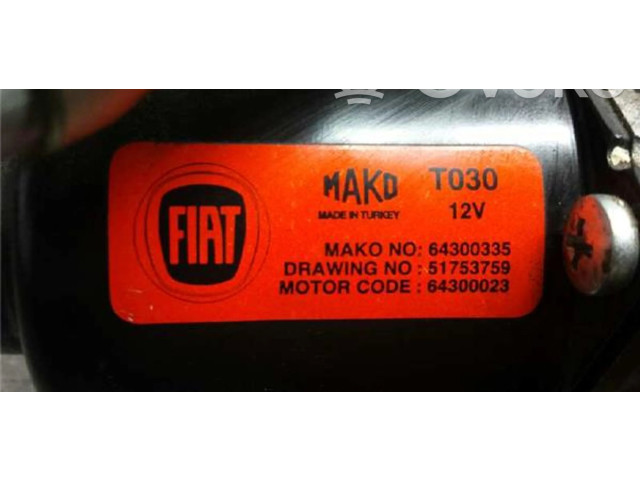 FIAT
MAKO T030
MADE IN TURKEY 12V
MAKO NO: 64300335
DRAWING NO : 51753759
MOTOR CODE : 64300023